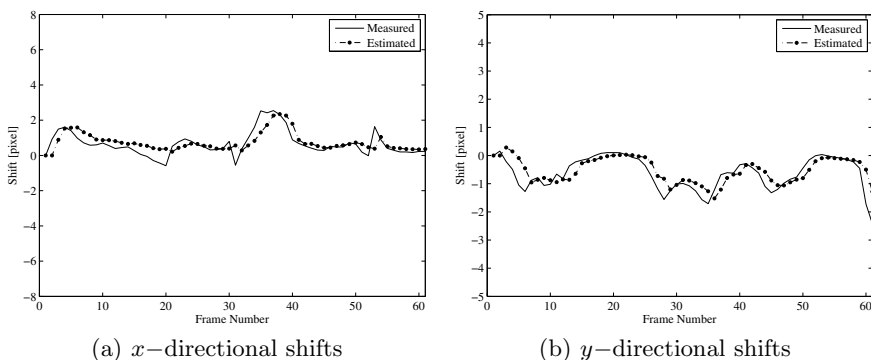 8
6
4
2
0
−2
−4
−6
−8
Shift [pixel]
0 10 20 30 40 50 60
Frame Number
Measured
Estimated
(a) x−directional shifts
5
4
3
2
1
0
−1
−2
−3
−4
−5
Shift [pixel]
0 10 20 30 40 50 60
Frame Number
Measured
Estimated
(b) y−directional shifts